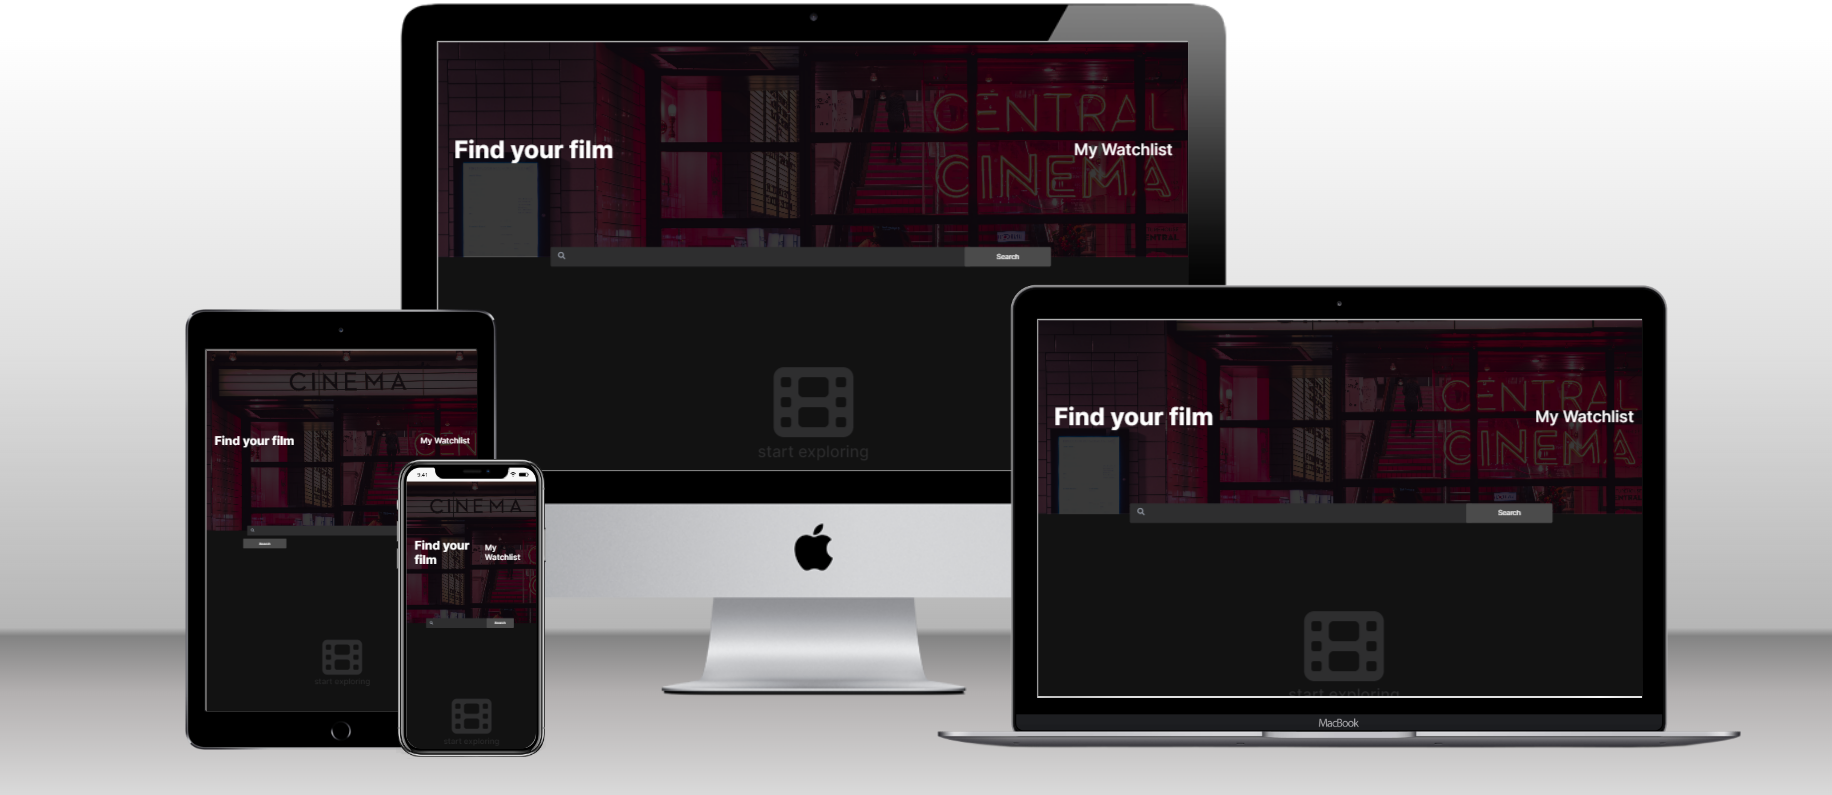 CENTRAL
CINEMA
Find your film
My Watchlist
Search
start exploring
CINEMA
Find your film
My Watchlist
Search
start exploring
9:41
CINEMA
Find your
film
My
Watchlist
Search
start exploring
CENTRAL
CINEMA
Find your film
My Watchlist
Search
start exploring
MacBook